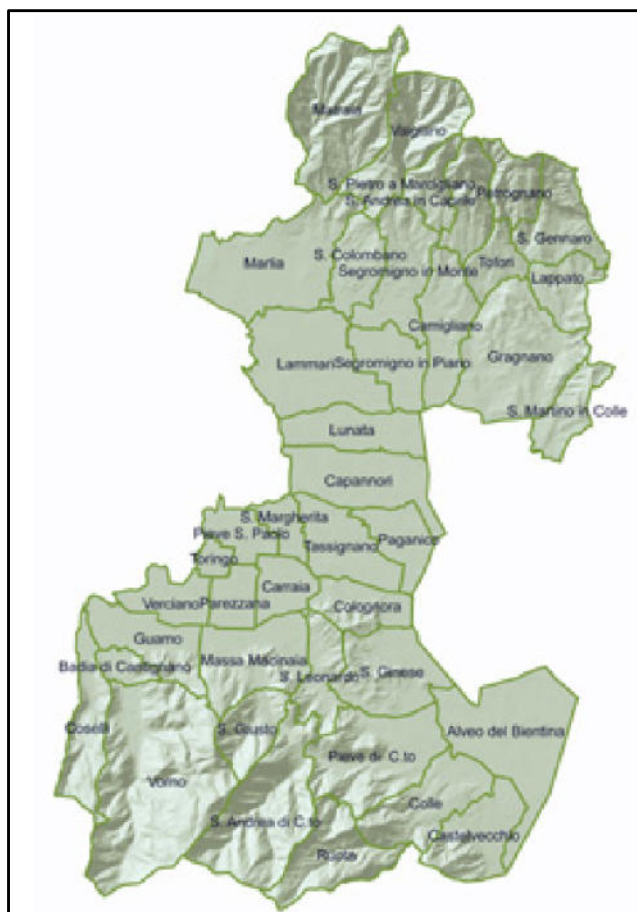 Matraia
Valgiano
S. Pietro a Marcigliano
Petrognano
S. Andrea in Caprile
S. Gennaro
S. Colombano
Marlia
Tofori
Segromigno in Monte
Lappato
Camigliano
Gragnano
Lammari
Segromigno in Piano
S. Martino in Colle
Lunata
Capannori
S. Margherita
Pieve S. Paolo
Paganico
Tassignano
Toringo
Carraia
Verciano
Parezzana
Colognora
Guamo
Massa Macinaia
Badia di Cantignano
S. Leonardo
S. Ginese
Coselli
S. Giusto
Alveo del Bientina
Pieve di C.to
Vorno
Colle
S. Andrea di C.to
Castelvecchio
Ruota